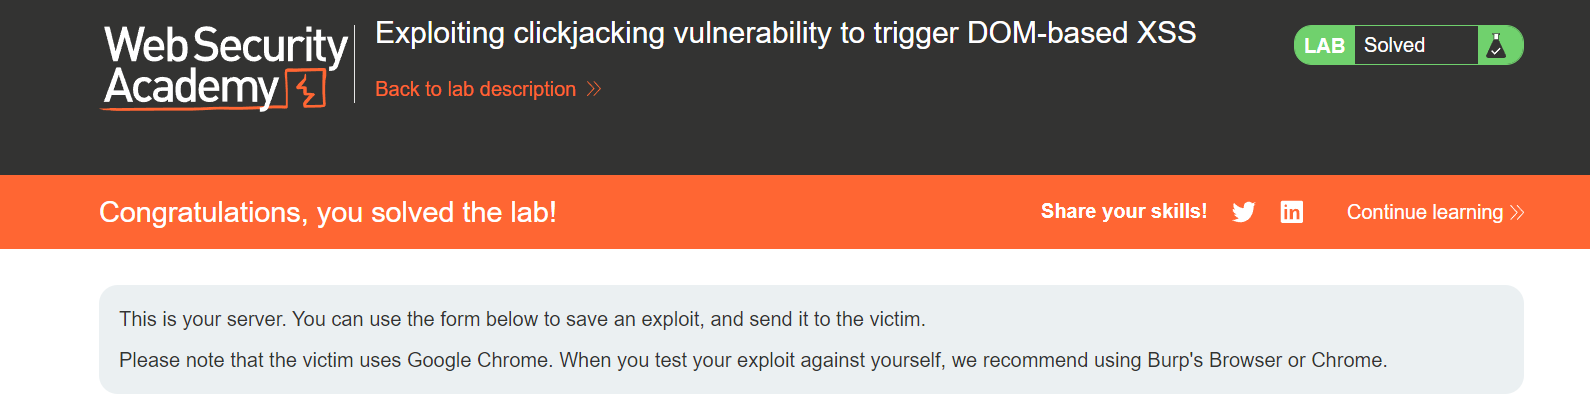 Web Security
Academy
Exploiting clickjacking vulnerability to trigger DOM-based XSS
Back to lab description
LAB Solved
Congratulations, you solved the lab!
Share your skills!
in
Continue learning
This is your server. You can use the form below to save an exploit, and send it to the victim.
Please note that the victim uses Google Chrome. When you test your exploit against yourself, we recommend using Burp's Browser or Chrome.